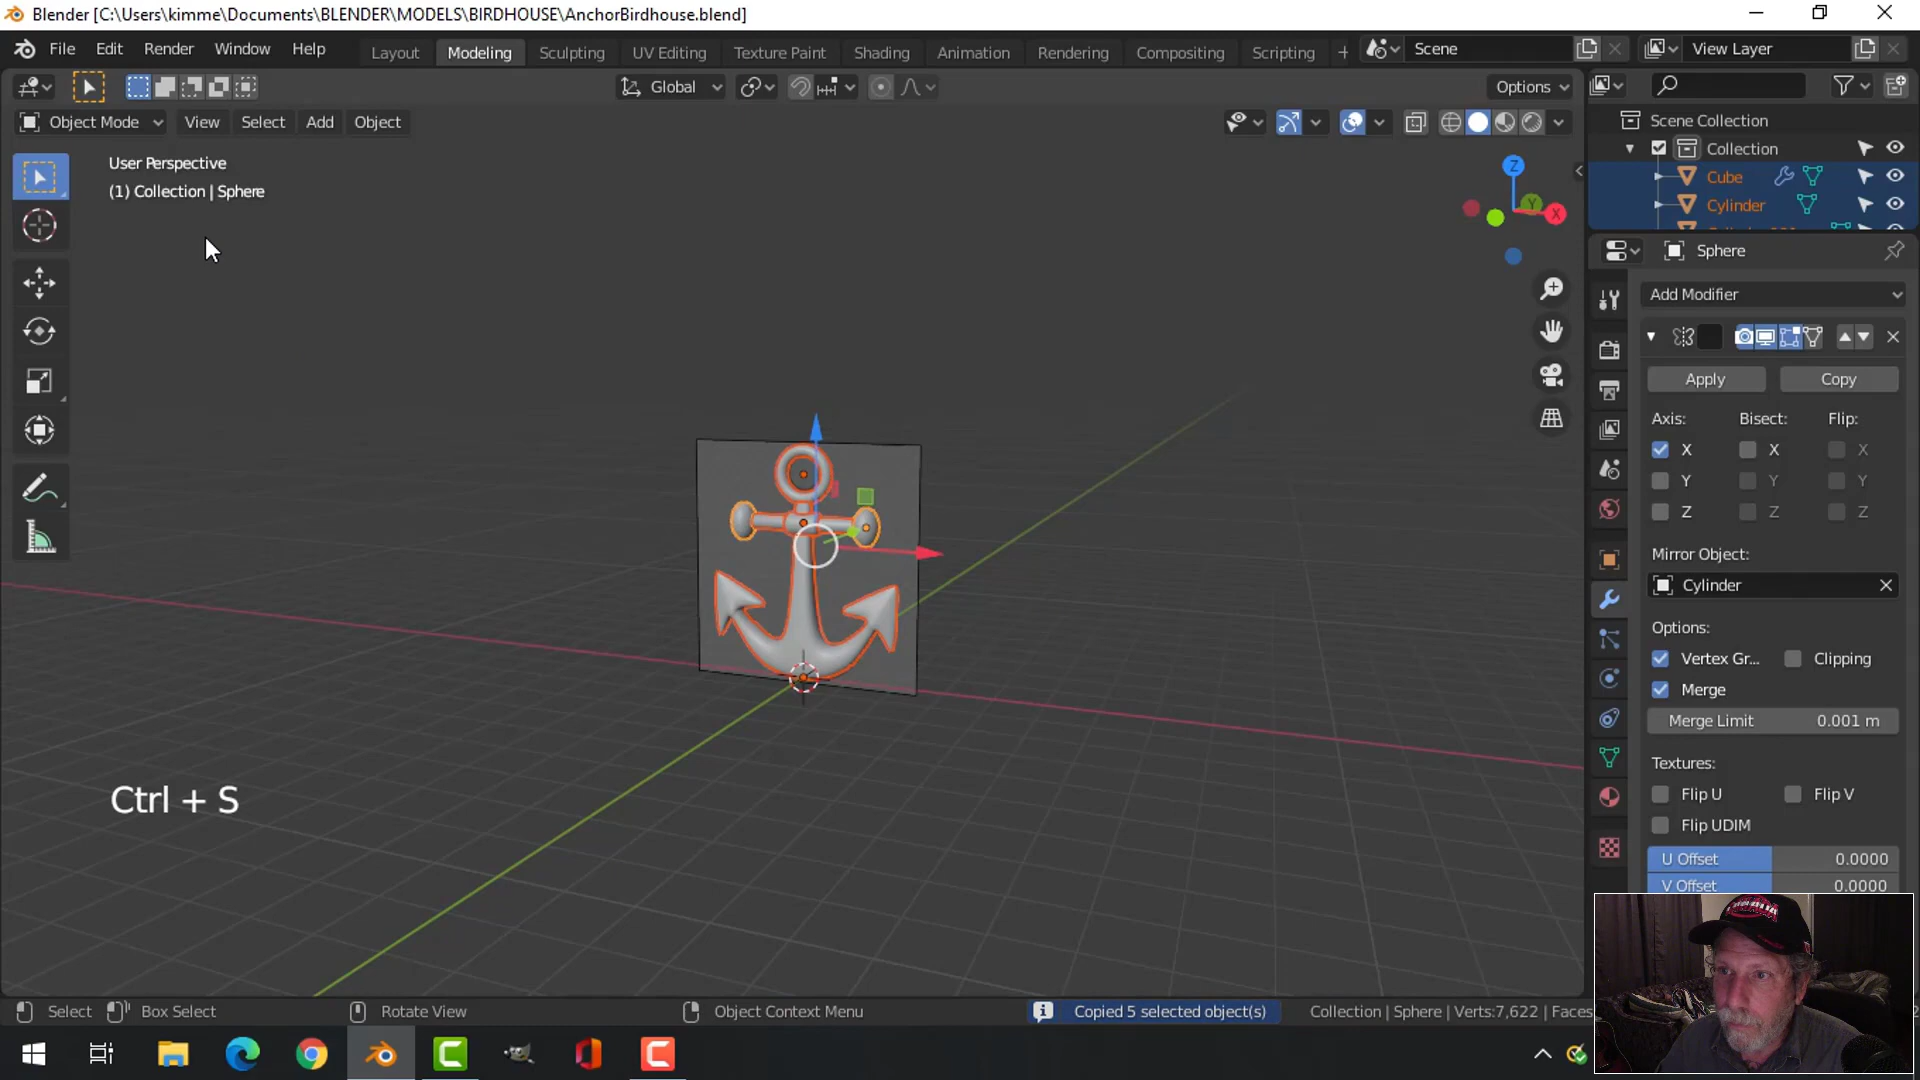 Blender [C:\Users\kimme\Documents\BLENDER\MODELS\BIRDHOUSE\AnchorBirdhouse.blend]
File Edit Render Window Help
Layout Modeling Sculpting UV Editing Texture Paint Shading Animation Rendering Compositing Scripting
Scene
View Layer
Global
Options
Object Mode View Select Add Object
User Perspective
(1) Collection | Sphere
Z
Y
X
Scene Collection
Collection
Cube
Cylinder
Sphere
Add Modifier
Apply Copy
Axis: Bisect: Flip:
X X X
Y Y Y
Z Z Z
Mirror Object:
Cylinder
Options:
Vertex Gr... Clipping
Merge
Merge Limit 0.001 m
Textures:
Flip U Flip V
Flip UDIM
U Offset 0.0000
V Offset 0.0000
Ctrl + S
Select Box Select Rotate View Object Context Menu
Copied 5 selected object(s)
Collection | Sphere | Verts:7,622 | Faces